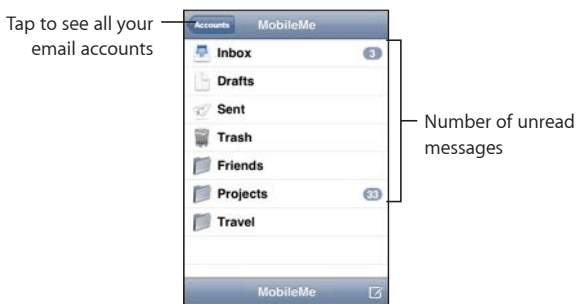 Tap to see all your
email accounts
Accounts
MobileMe
Inbox
3
Drafts
Sent
Trash
Friends
Projects
33
Travel
MobileMe
Number of unread
messages